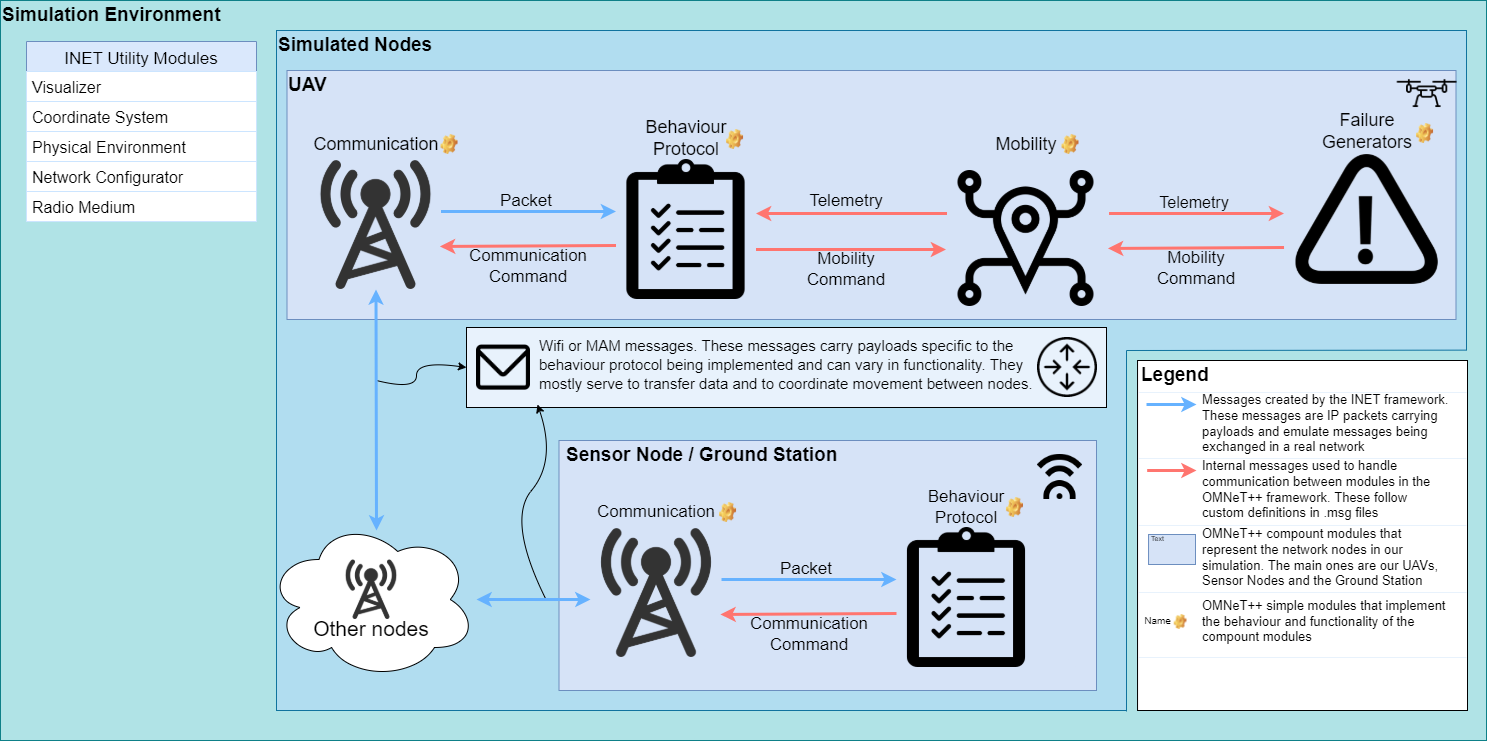 Simulation Environment
INET Utility Modules
Visualizer
Coordinate System
Physical Environment
Network Configurator
Radio Medium
Simulated Nodes
UAV
Communication
Behaviour
Protocol
Mobility
Failure
Generators
Packet
Communication
Command
Telemetry
Mobility
Command
Telemetry
Mobility
Command
Wifi or MAM messages. These messages carry payloads specific to the
behaviour protocol being implemented and can vary in functionality. They
mostly serve to transfer data and to coordinate movement between nodes.
Sensor Node / Ground Station
Communication
Behaviour
Protocol
Packet
Communication
Command
Other nodes
Legend
Messages created by the INET framework.
These messages are IP packets carrying
payloads and emulate messages being
exchanged in a real network
Internal messages used to handle
communication between modules in the
OMNeT++ framework. These follow
custom definitions in .msg files
Text
OMNeT++ compount modules that
represent the network nodes in our
simulation. The main ones are our UAVs,
Sensor Nodes and the Ground Station
Name
OMNeT++ simple modules that implement
the behaviour and functionality of the
compount modules